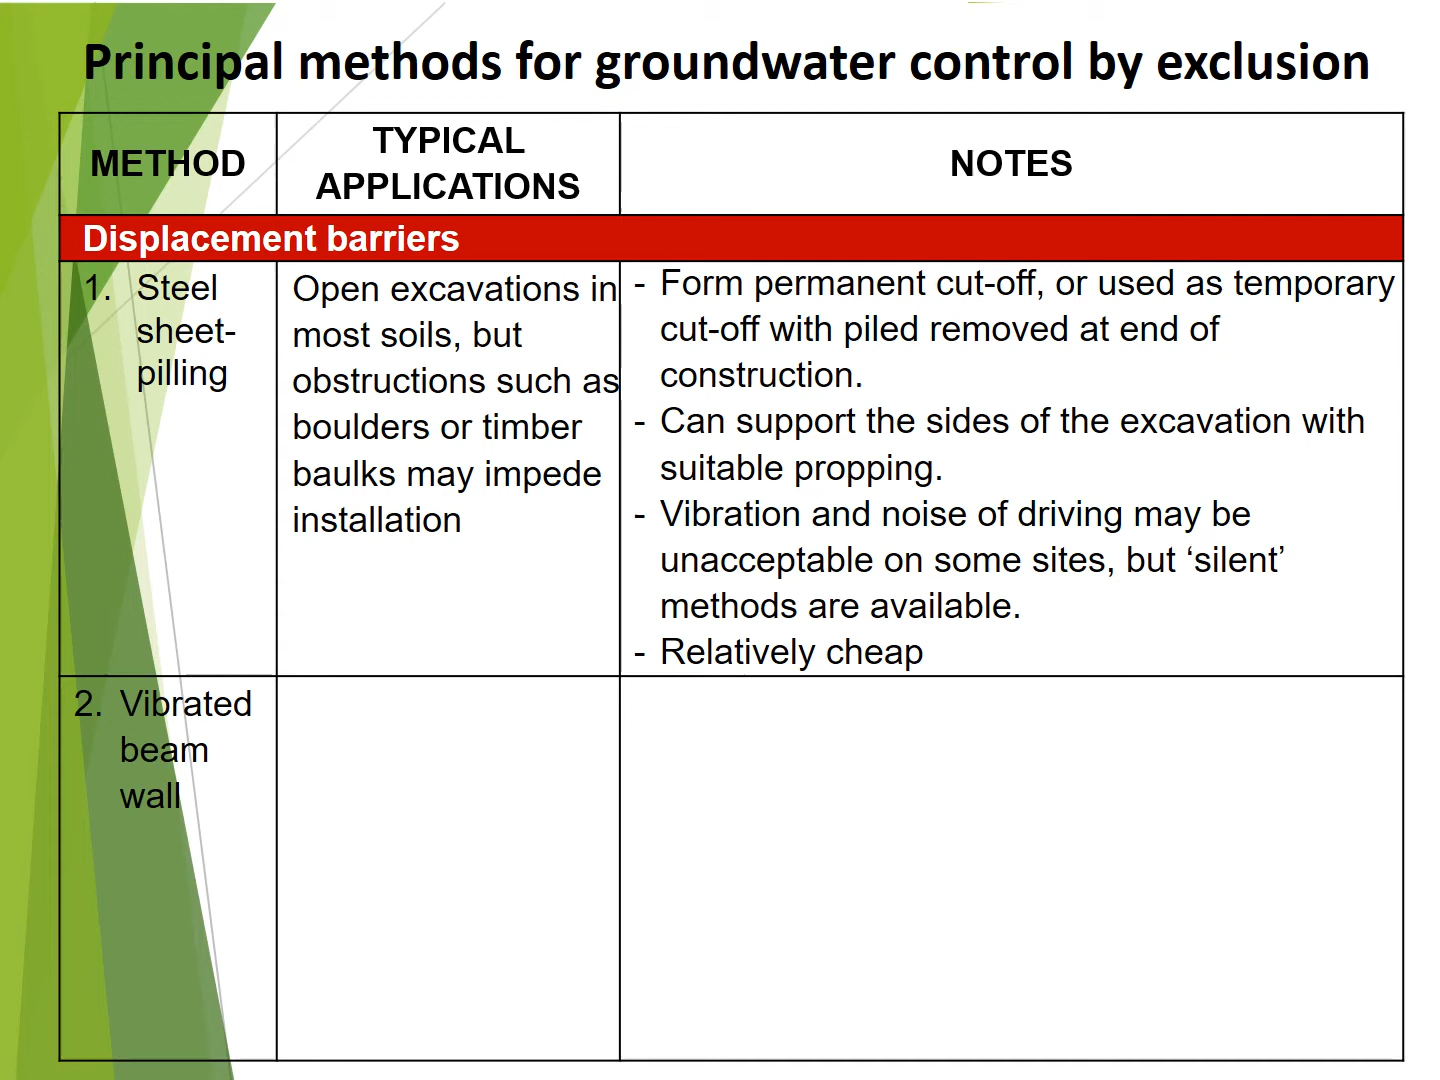 Principal methods for groundwater control by exclusion
METHOD
TYPICAL
APPLICATIONS
NOTES
Displacement barriers
1. Steel
sheet-
pilling
Open excavations in
most soils, but
obstructions such as
boulders or timber
baulks may impede
installation
- Form permanent cut-off, or used as temporary
cut-off with piled removed at end of
construction.
- Can support the sides of the excavation with
suitable propping.
- Vibration and noise of driving may be
unacceptable on some sites, but ‘silent’
methods are available.
- Relatively cheap
2. Vibrated
beam
wall